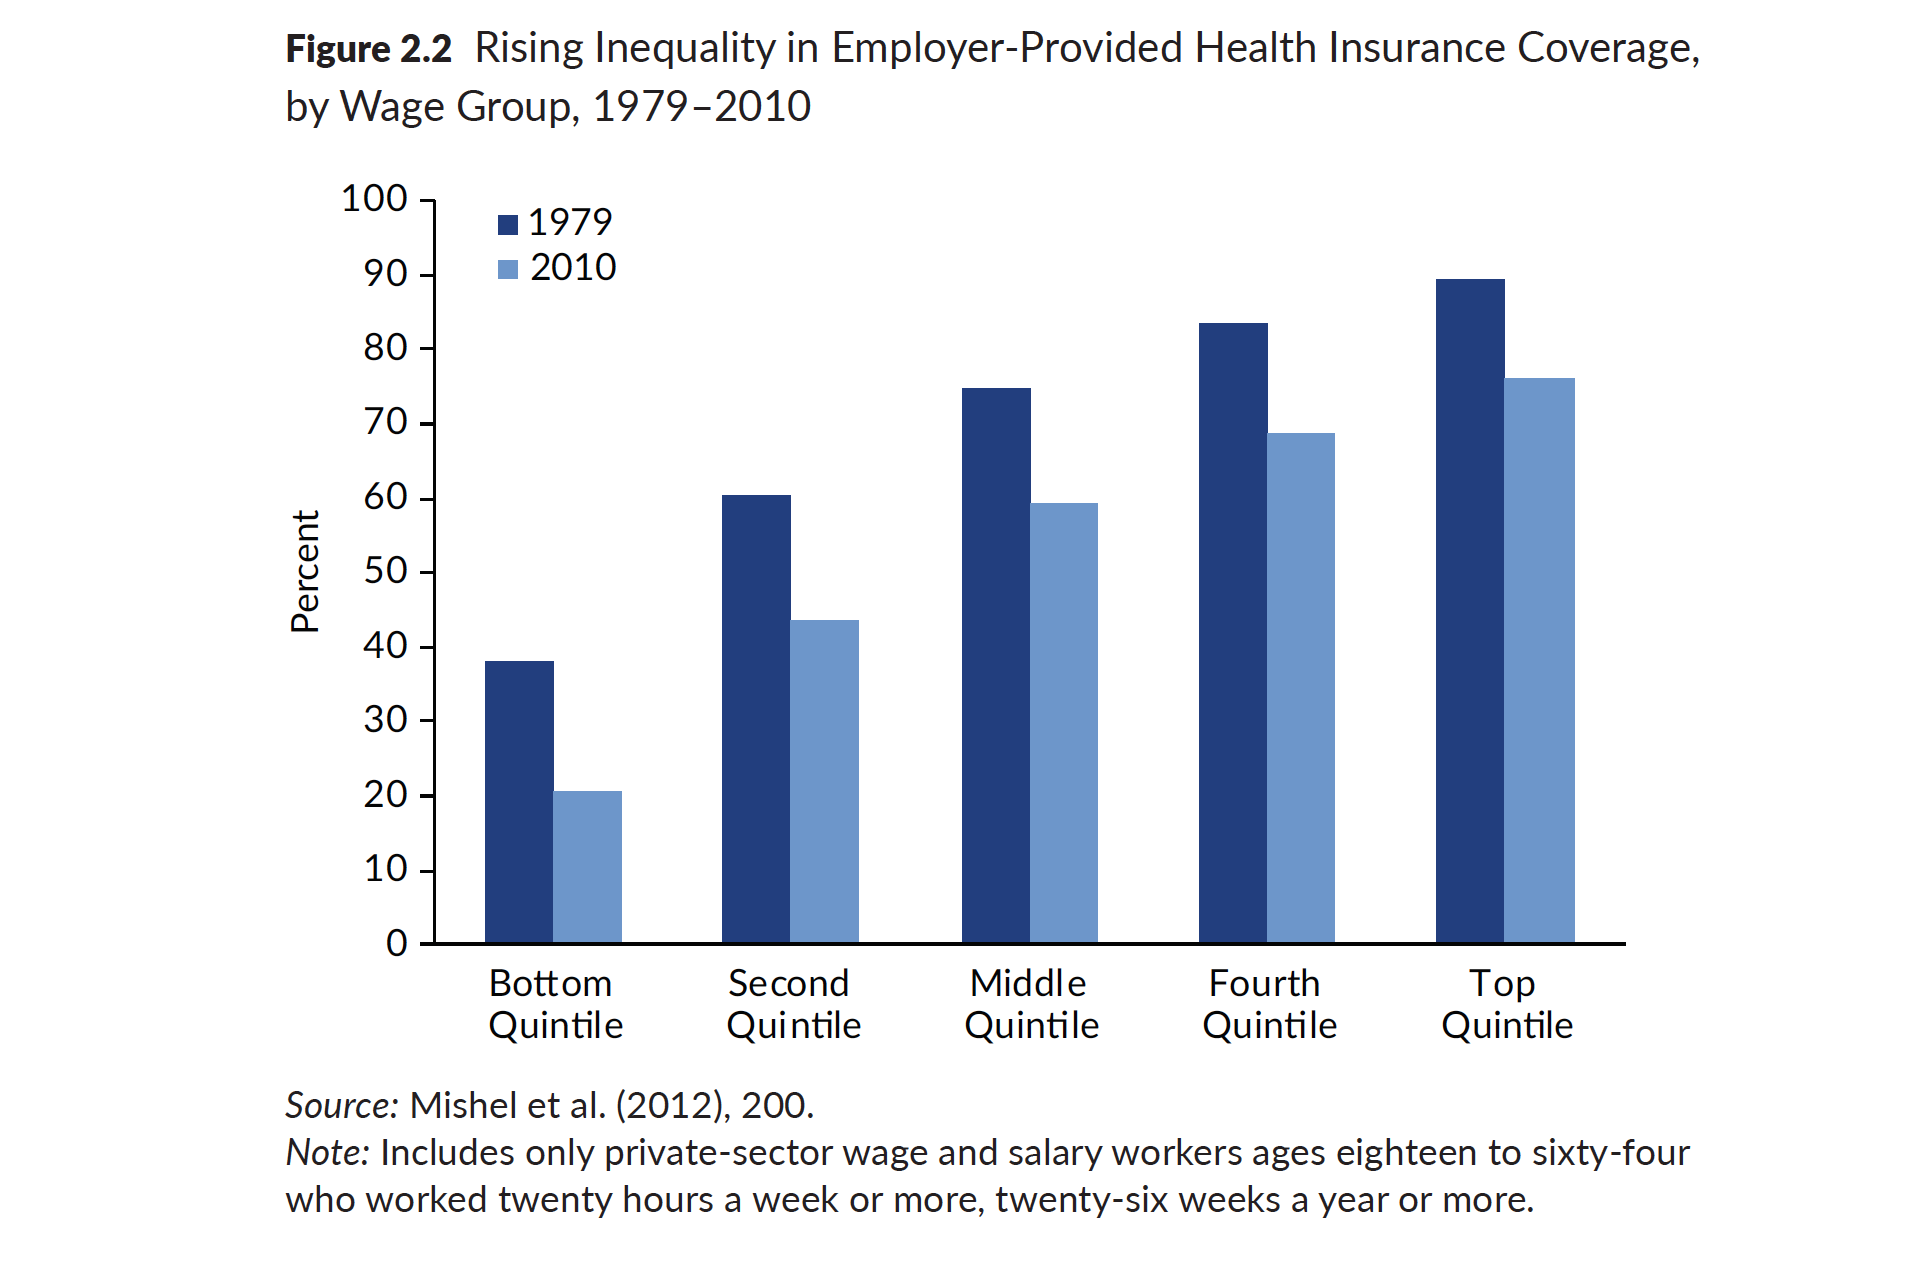 Figure 2.2 Rising Inequality in Employer-Provided Health Insurance Coverage,
by Wage Group, 1979–2010
100
90
80
70
60
50
40
30
20
10
0
Percent
1979
2010
Bottom
Quintile
Second
Quintile
Middle
Quintile
Fourth
Quintile
Top
Quintile
Source: Mishel et al. (2012), 200.
Note: Includes only private-sector wage and salary workers ages eighteen to sixty-four
who worked twenty hours a week or more, twenty-six weeks a year or more.